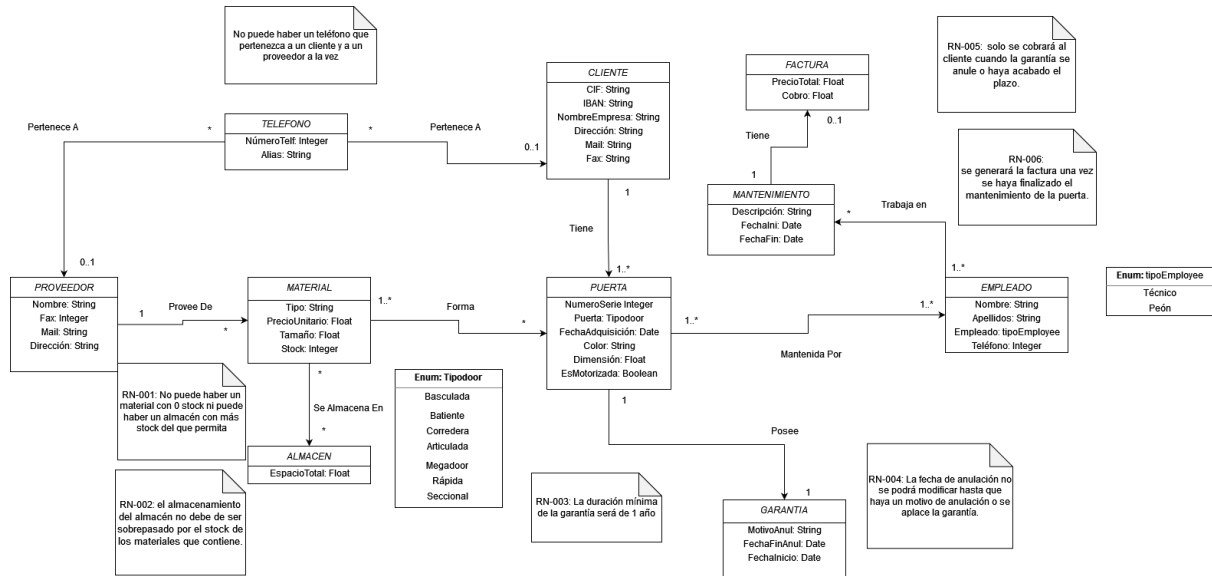 No puede haber un teléfono que
pertenezca a un cliente y a un
proveedor a la vez
CLIENTE
CIF: String
IBAN: String
NombreEmpresa: String
Dirección: String
Mail: String
Fax: String
FACTURA
PrecioTotal: Float
Cobro: Float
RN-005: solo se cobrará al
cliente cuando la garantía se
anule o haya acabado el
plazo.
Pertenece A
*
TELEFONO
NúmeroTelf: Integer
Alias: String
*
Pertenece A
0..1
0..1
Tiene
1
RN-006:
se generará la factura una vez
se haya finalizado el
mantenimiento de la puerta.
MANTENIMIENTO
Descripción: String
FechaIni: Date
FechaFin: Date
*
Trabaja en
1
Tiene
1..*
0..1
1..*
PROVEEDOR
Nombre: String
Fax: Integer
Mail: String
Dirección: String
Provee De
1
*
MATERIAL
Tipo: String
PrecioUnitario: Float
Tamaño: Float
Stock: Integer
1..*
Forma
*
PUERTA
NumeroSerie Integer
Puerta: Tipodoor
FechaAdquisición: Date
Color: String
Dimensión: Float
EsMotorizada: Boolean
1..*
Mantenida Por
1..*
EMPLEADO
Nombre: String
Apellidos: String
Empleado: tipoEmployee
Teléfono: Integer
Enum: tipoEmployee
Técnico
Peón
RN-001: No puede haber un
material con 0 stock ni puede
haber un almacén con más
stock del que permita
*
Se Almacena En
*
ALMACEN
EspacioTotal: Float
Enum: Tipodoor
Basculada
Batiente
Corredera
Articulada
Megadoor
Rápida
Seccional
1
Posee
1
RN-002: el almacenamiento
del almacén no debe de ser
sobrepasado por el stock de
los materiales que contiene.
RN-003: La duración mínima
de la garantía será de 1 año
GARANTIA
MotivoAnul: String
FechaFinAnul: Date
FechaInicio: Date
RN-004: La fecha de anulación no
se podrá modificar hasta que
haya un motivo de anulación o se
aplace la garantía.